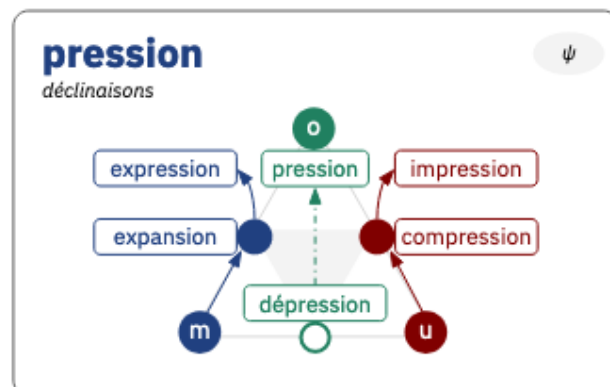 pression
ψ
déclinaisons
o
expression
pression
impression
expansion
compression
dépression
m
u